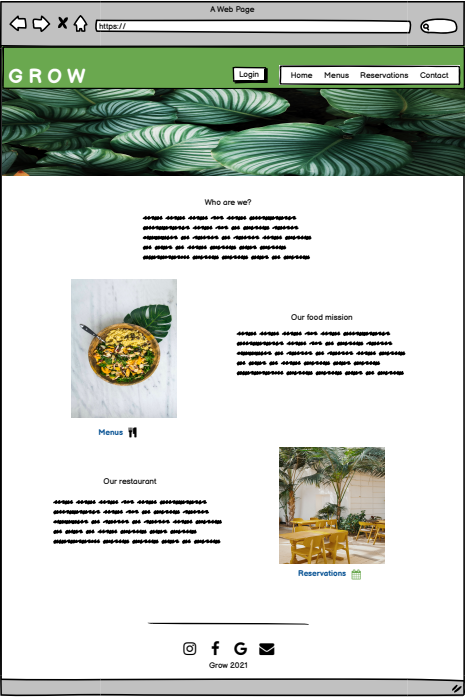 A Web Page
https://
GROW
Login
Home Menus Reservations Contact
Who are we?
Our food mission
Menus
Our restaurant
Reservations
Grow 2021